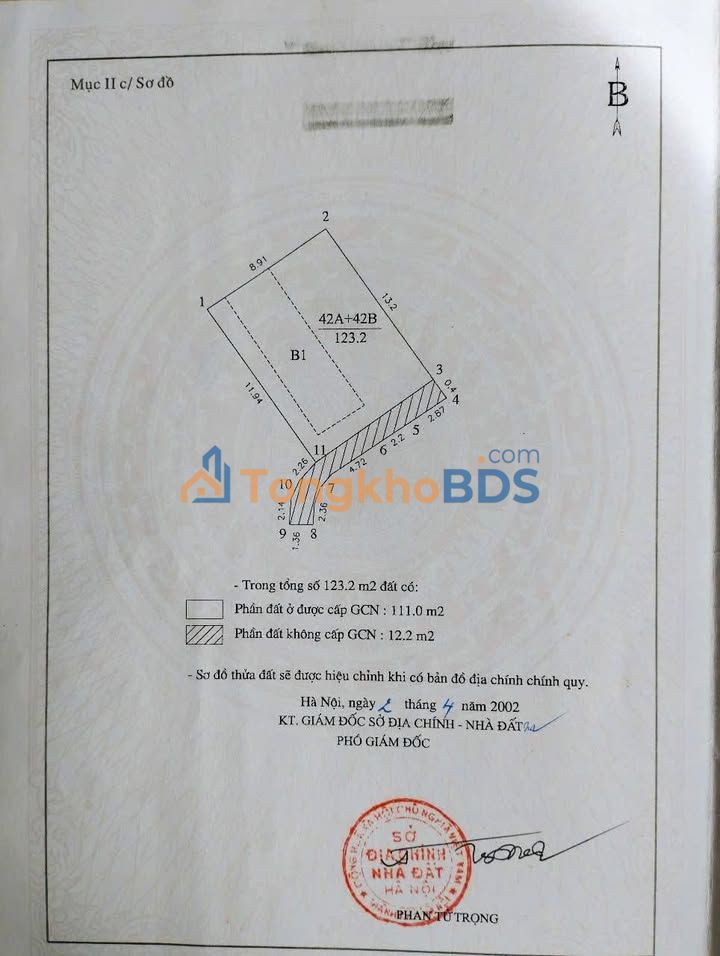 Mục II c/ Sơ đồ
B
2
8.91
1
13.2
42A+42B
123.2
B1
11.94
3
0.4
4
2.87
5
2.2
6
4.72
11
2.26
10
7
2.14
2.36
9
8
1.36
TongkhoBDS.com
- Trong tổng số 123.2 m2 đất có:
Phần đất ở được cấp GCN : 111.0 m2
Phần đất không cấp GCN : 12.2 m2
- Sơ đồ thửa đất sẽ được hiệu chỉnh khi có bản đồ địa chính chính quy.
Hà Nội, ngày 2 tháng 4 năm 2002
KT. GIÁM ĐỐC SỞ ĐỊA CHÍNH - NHÀ ĐẤT
PHÓ GIÁM ĐỐC
SỞ
ĐỊA CHÍNH
NHÀ ĐẤT
HÀ NỘI
PHAN TỬ TRỌNG